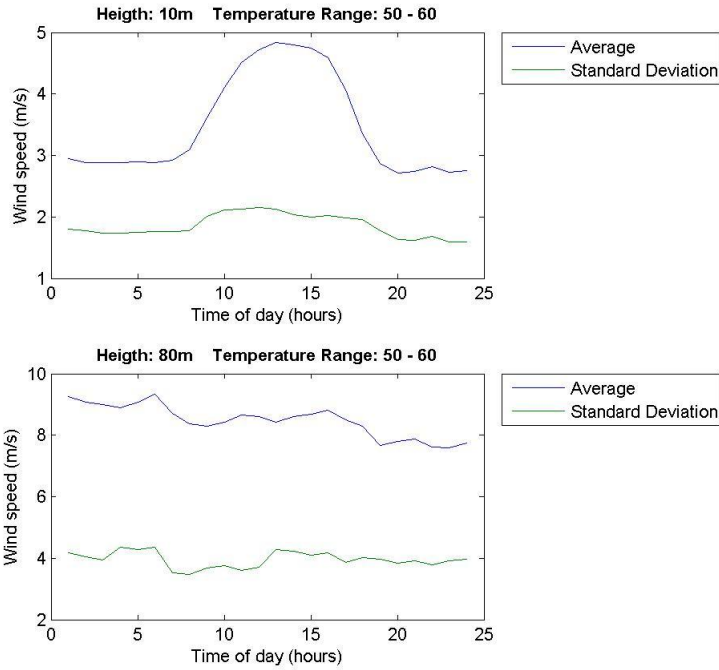 Heigth: 10m Temperature Range: 50 - 60
5
4
3
2
1
Wind speed (m/s)
0 5 10 15 20 25
Time of day (hours)
Average
Standard Deviation
Heigth: 80m Temperature Range: 50 - 60
10
8
6
4
2
Wind speed (m/s)
0 5 10 15 20 25
Time of day (hours)
Average
Standard Deviation